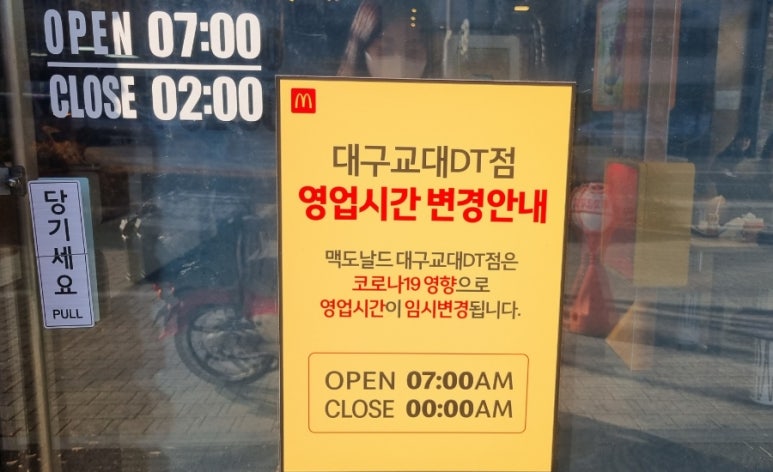 OPEN 07:00
CLOSE 02:00
당기세요
PULL
대구교대DT점
영업시간 변경안내
맥도날드 대구교대DT점은
코로나19 영향으로
영업시간이 임시변경됩니다.
OPEN 07:00AM
CLOSE 00:00AM